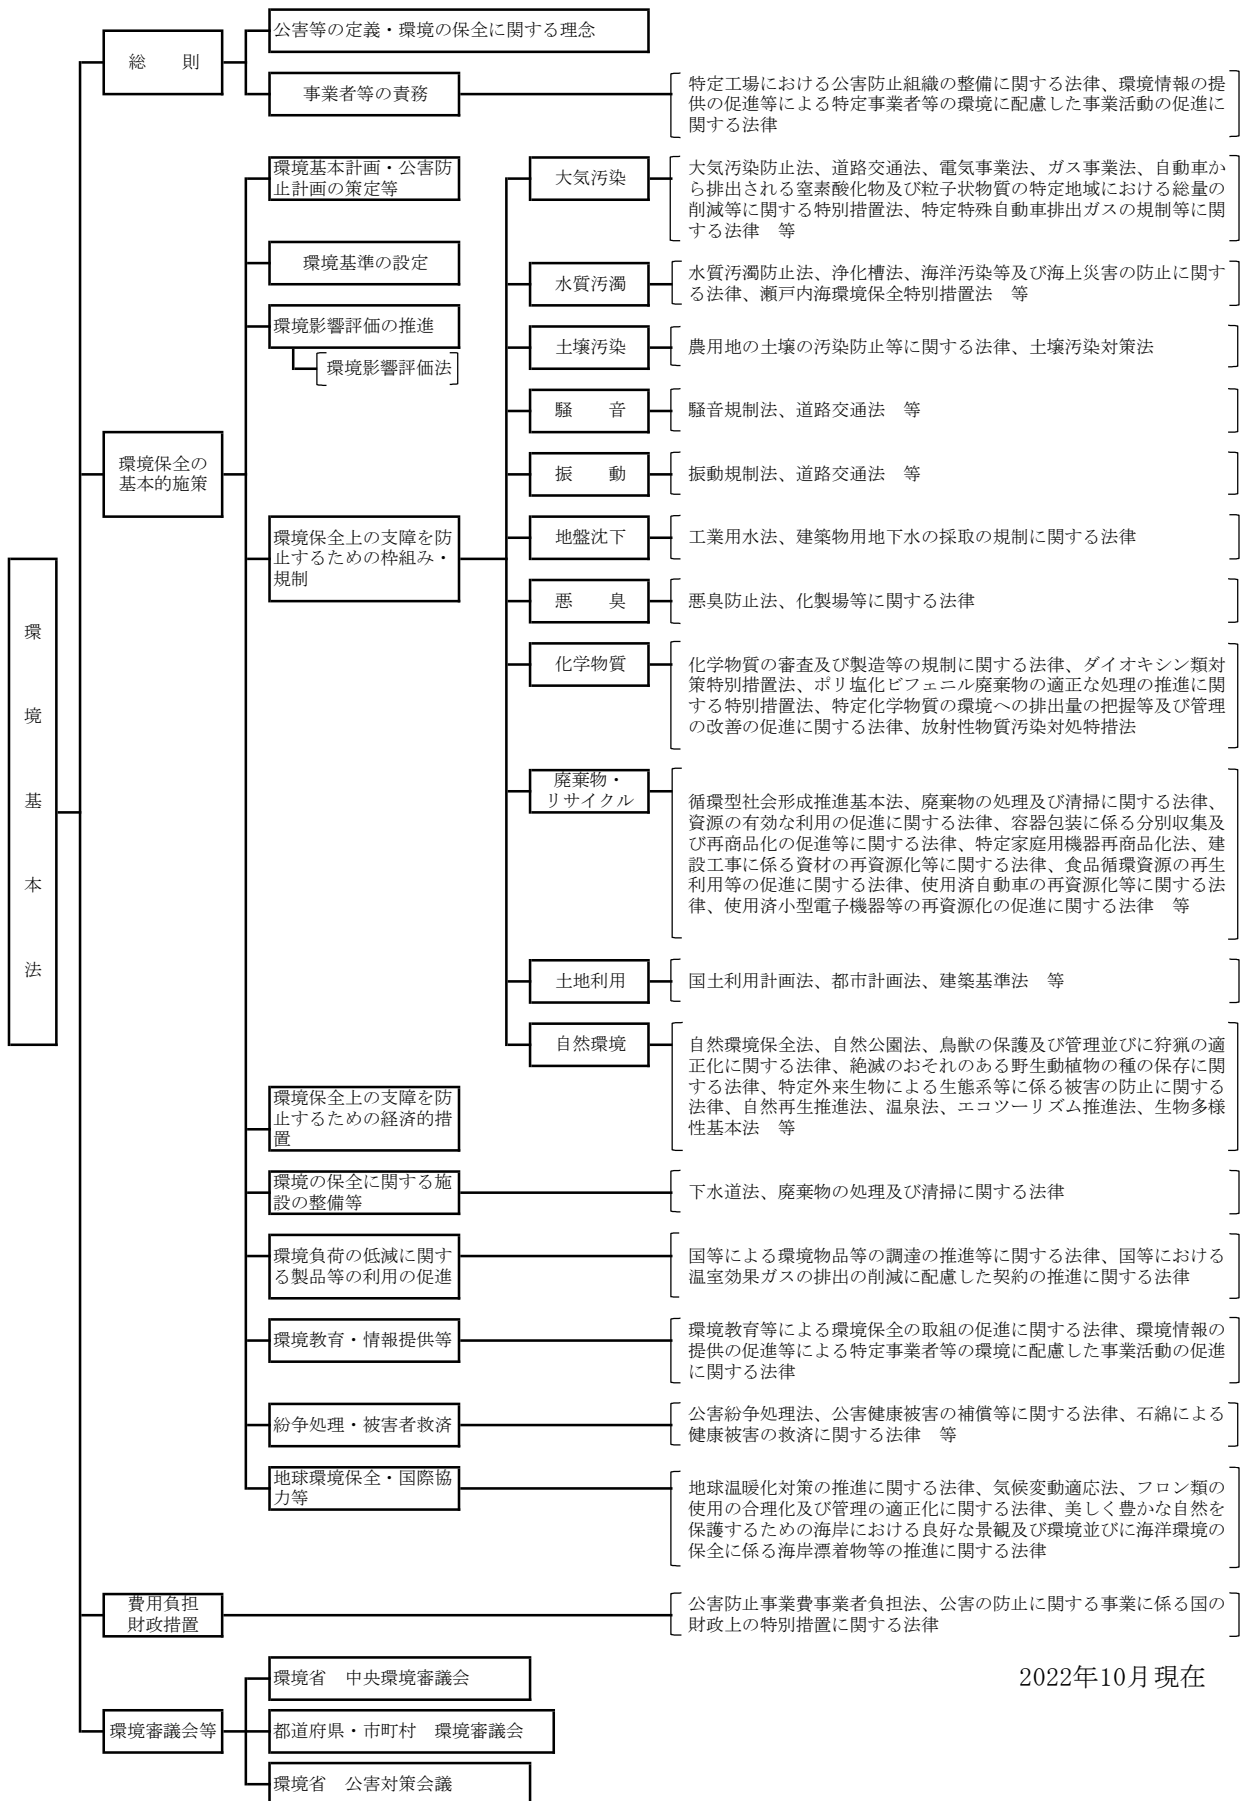 環境基本法
総　則
公害等の定義・環境の保全に関する理念
事業者等の責務
特定工場における公害防止組織の整備に関する法律、環境情報の提
供の促進等による特定事業者等の環境に配慮した事業活動の促進に
関する法律
環境保全の
基本的施策
環境基本計画・公害防
止計画の策定等
環境基準の設定
環境影響評価の推進
環境影響評価法
環境保全上の支障を防
止するための枠組み・
規制
大気汚染
大気汚染防止法、道路交通法、電気事業法、ガス事業法、自動車か
ら排出される窒素酸化物及び粒子状物質の特定地域における総量の
削減等に関する特別措置法、特定特殊自動車排出ガスの規制等に関
する法律　等
水質汚濁
水質汚濁防止法、浄化槽法、海洋汚染等及び海上災害の防止に関す
る法律、瀬戸内海環境保全特別措置法　等
土壌汚染
農用地の土壌の汚染防止等に関する法律、土壌汚染対策法
騒　音
騒音規制法、道路交通法　等
振　動
振動規制法、道路交通法　等
地盤沈下
工業用水法、建築物用地下水の採取の規制に関する法律
悪　臭
悪臭防止法、化製場等に関する法律
化学物質
化学物質の審査及び製造等の規制に関する法律、ダイオキシン類対
策特別措置法、ポリ塩化ビフェニル廃棄物の適正な処理の推進に関
する特別措置法、特定化学物質の環境への排出量の把握等及び管理
の改善の促進に関する法律、放射性物質汚染対処特措法
廃棄物・
リサイクル
循環型社会形成推進基本法、廃棄物の処理及び清掃に関する法律、
資源の有効な利用の促進に関する法律、容器包装に係る分別収集及
び再商品化の促進等に関する法律、特定家庭用機器再商品化法、建
設工事に係る資材の再資源化等に関する法律、食品循環資源の再生
利用等の促進に関する法律、使用済自動車の再資源化等に関する法
律、使用済小型電子機器等の再資源化の促進に関する法律　等
土地利用
国土利用計画法、都市計画法、建築基準法　等
自然環境
自然環境保全法、自然公園法、鳥獣の保護及び管理並びに狩猟の適
正化に関する法律、絶滅のおそれのある野生動植物の種の保存に関
する法律、特定外来生物による生態系等に係る被害の防止に関する
法律、自然再生推進法、温泉法、エコツーリズム推進法、生物多様
性基本法　等
環境保全上の支障を防
止するための経済的措
置
環境の保全に関する施
設の整備等
下水道法、廃棄物の処理及び清掃に関する法律
環境負荷の低減に関す
る製品等の利用の促進
国等による環境物品等の調達の推進等に関する法律、国等における
温室効果ガスの排出の削減に配慮した契約の推進に関する法律
環境教育・情報提供等
環境教育等による環境保全の取組の促進に関する法律、環境情報の
提供の促進等による特定事業者等の環境に配慮した事業活動の促進
に関する法律
紛争処理・被害者救済
公害紛争処理法、公害健康被害の補償等に関する法律、石綿による
健康被害の救済に関する法律　等
地球環境保全・国際協
力等
地球温暖化対策の推進に関する法律、気候変動適応法、フロン類の
使用の合理化及び管理の適正化に関する法律、美しく豊かな自然を
保護するための海岸における良好な景観及び環境並びに海洋環境の
保全に係る海岸漂着物等の推進に関する法律
費用負担
財政措置
公害防止事業費事業者負担法、公害の防止に関する事業に係る国の
財政上の特別措置に関する法律
環境審議会等
環境省　中央環境審議会
都道府県・市町村　環境審議会
環境省　公害対策会議
2022年10月現在